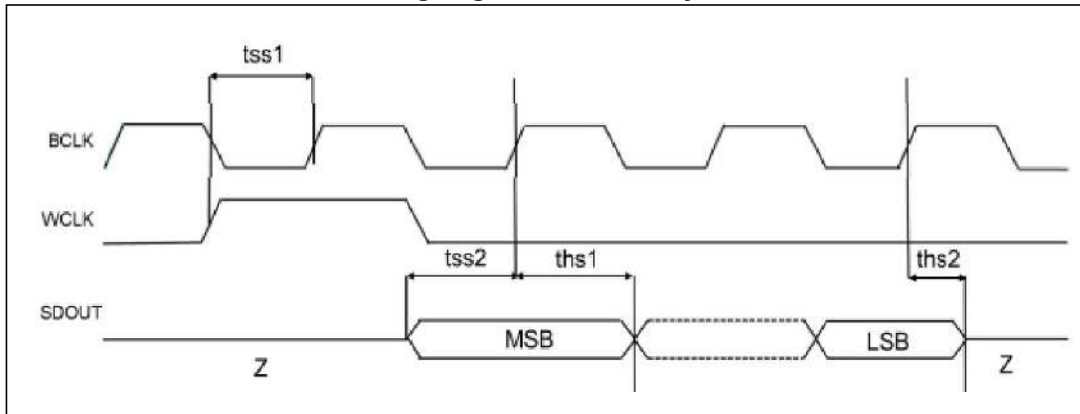 tss1
BCLK
WCLK
tss2 ths1 ths2
SDOUT
MSB LSB
Z Z